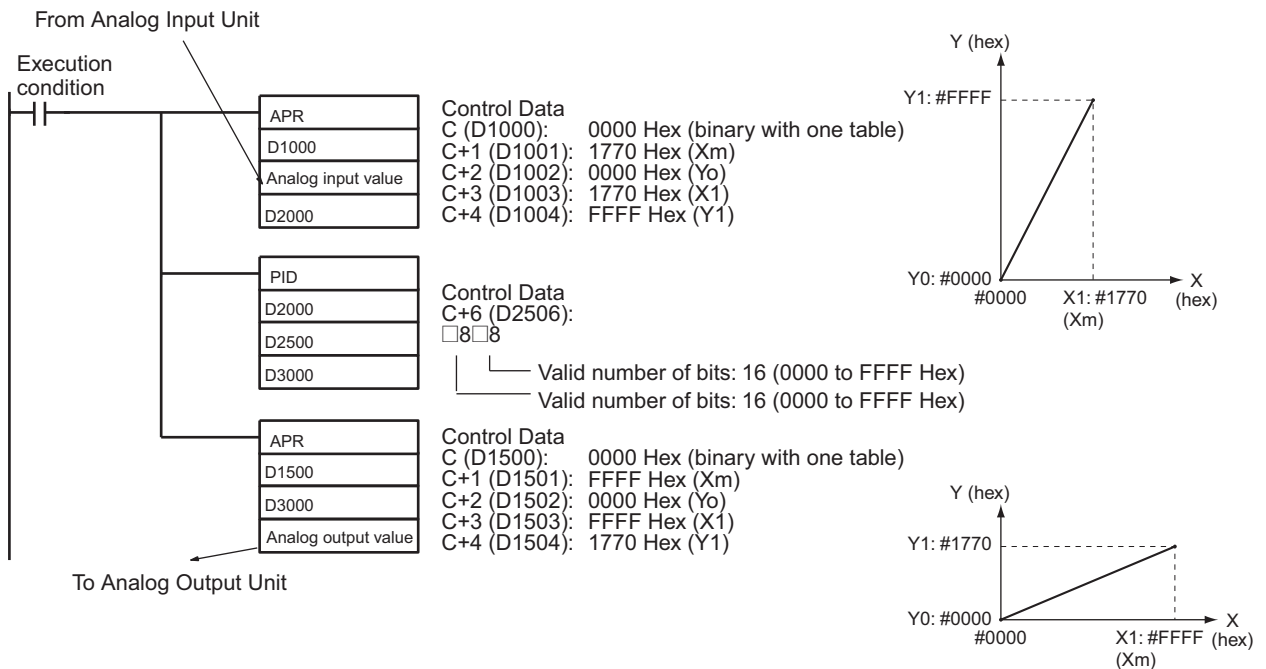 From Analog Input Unit
Execution
condition
APR
D1000
Analog input value
D2000
Control Data
C (D1000): 0000 Hex (binary with one table)
C+1 (D1001): 1770 Hex (Xm)
C+2 (D1002): 0000 Hex (Yo)
C+3 (D1003): 1770 Hex (X1)
C+4 (D1004): FFFF Hex (Y1)
Y (hex)
Y1: #FFFF
Y0: #0000
#0000
X1: #1770
(Xm)
X
(hex)
PID
D2000
D2500
D3000
Control Data
C+6 (D2506):
□8□8
Valid number of bits: 16 (0000 to FFFF Hex)
Valid number of bits: 16 (0000 to FFFF Hex)
APR
D1500
D3000
Analog output value
Control Data
C (D1500): 0000 Hex (binary with one table)
C+1 (D1501): FFFF Hex (Xm)
C+2 (D1502): 0000 Hex (Yo)
C+3 (D1503): FFFF Hex (X1)
C+4 (D1504): 1770 Hex (Y1)
To Analog Output Unit
Y (hex)
Y1: #1770
Y0: #0000
#0000
X1: #FFFF
(Xm)
X
(hex)